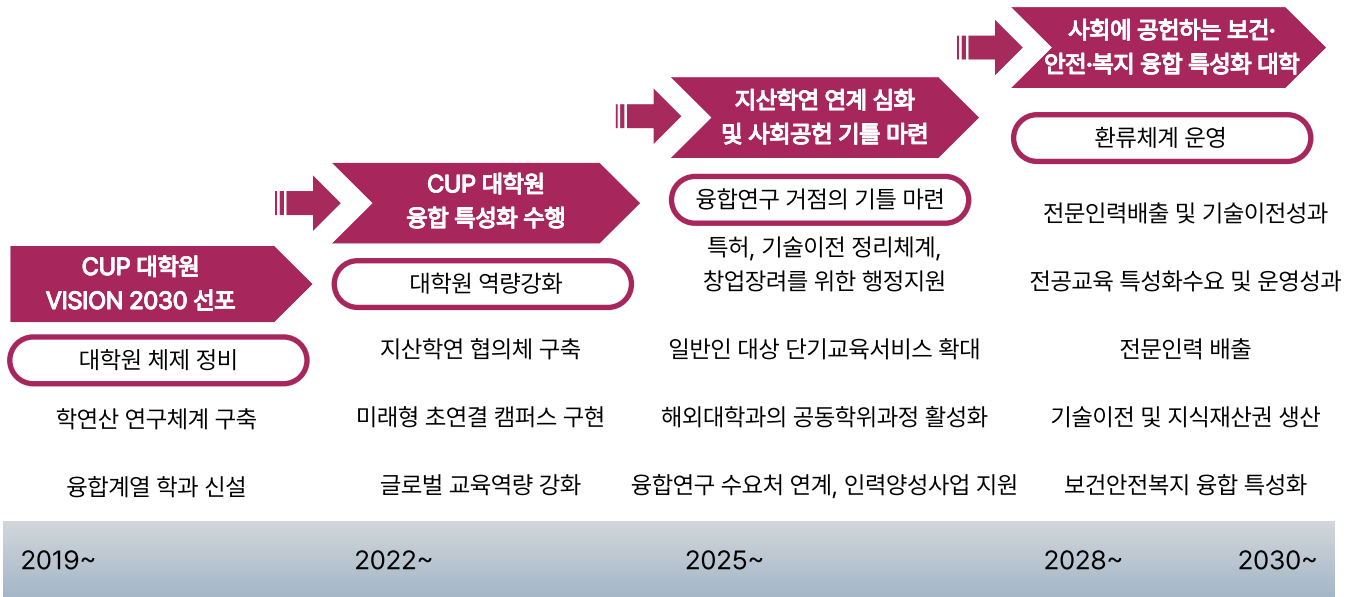 CUP 대학원
VISION 2030 선포
대학원 체제 정비
학연산 연구체계 구축
융합계열 학과 신설
CUP 대학원
융합 특성화 수행
대학원 역량강화
지산학연 협의체 구축
미래형 초연결 캠퍼스 구현
글로벌 교육역량 강화
지산학연 연계 심화
및 사회공헌 기틀 마련
융합연구 거점의 기틀 마련
특허, 기술이전 정리체계,
창업장려를 위한 행정지원
일반인 대상 단기교육서비스 확대
해외대학과의 공동학위과정 활성화
융합연구 수요처 연계, 인력양성사업 지원
사회에 공헌하는 보건·
안전·복지 융합 특성화 대학
환류체계 운영
전문인력배출 및 기술이전성과
전공교육 특성화수요 및 운영성과
전문인력 배출
기술이전 및 지식재산권 생산
보건안전복지 융합 특성화
2019~
2022~
2025~
2028~
2030~